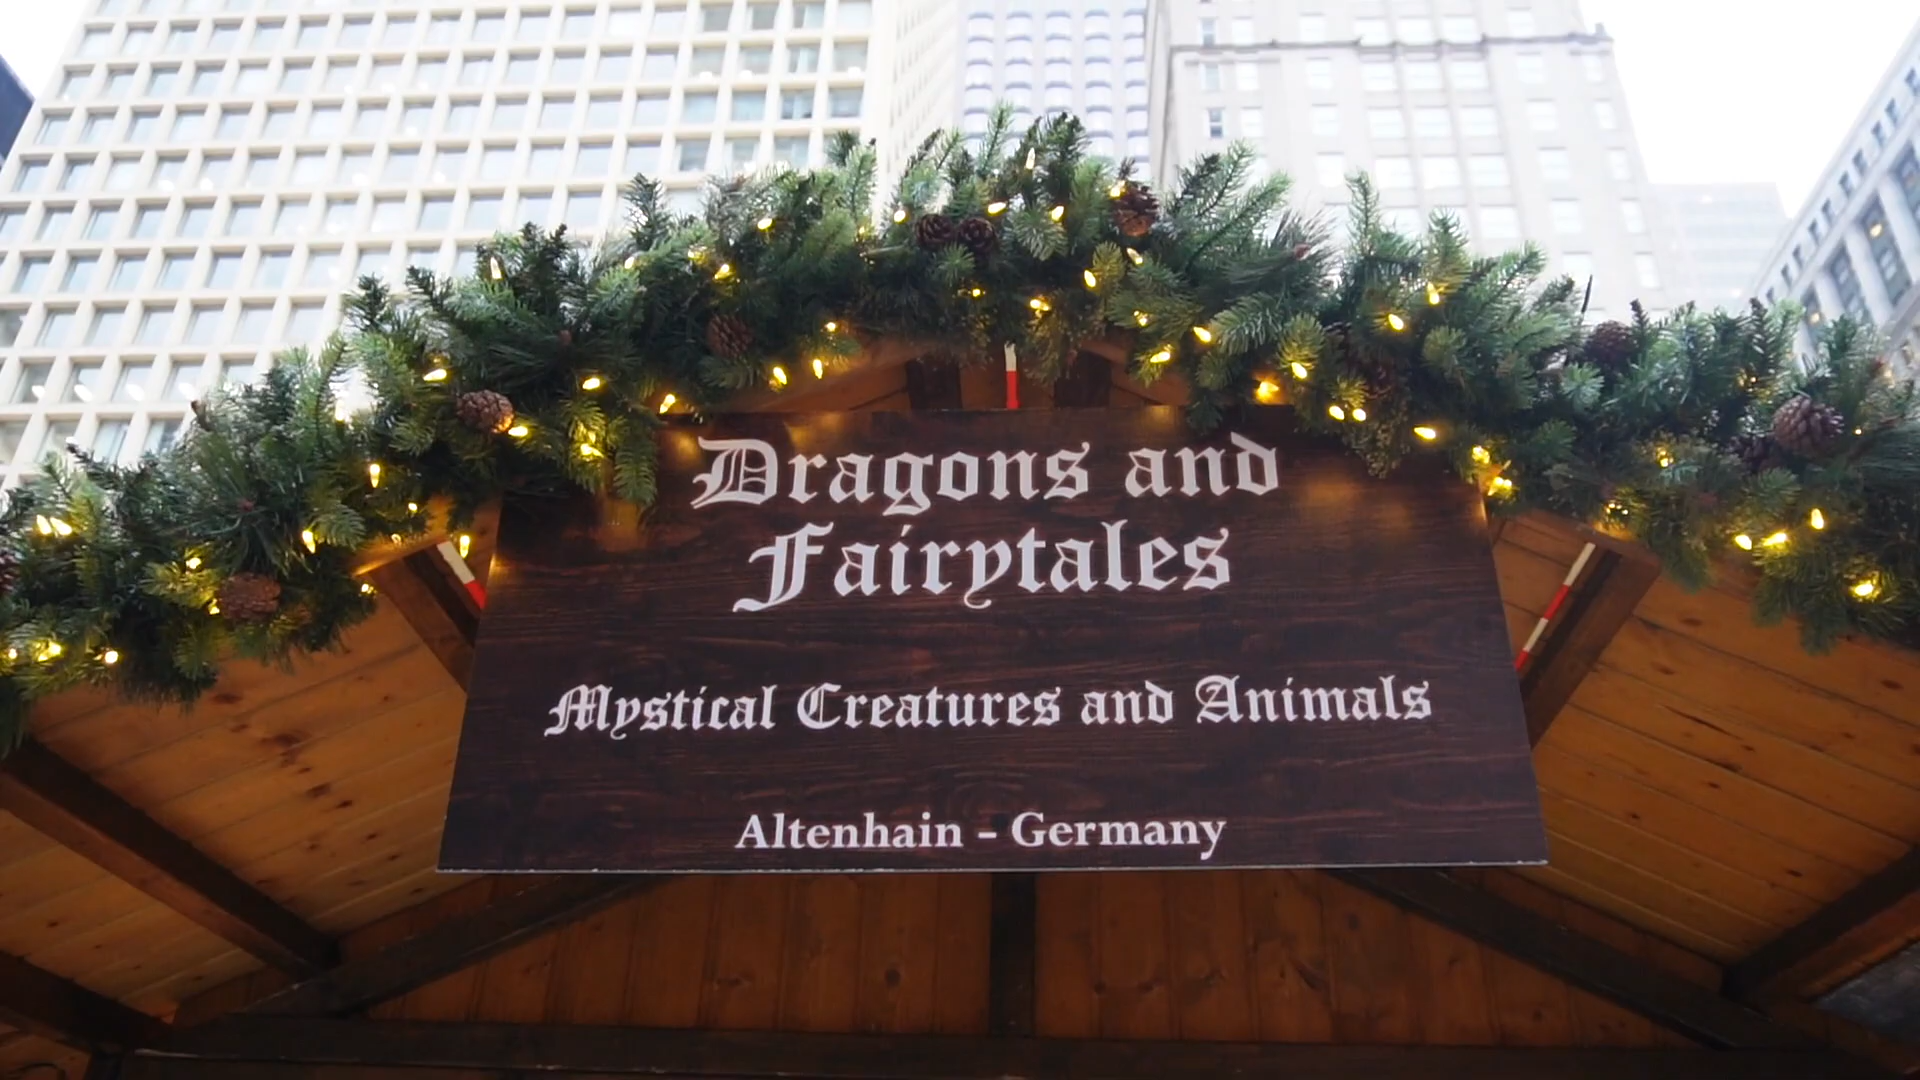 Dragons and
Fairytales
Mystical Creatures and Animals
Altenhain - Germany